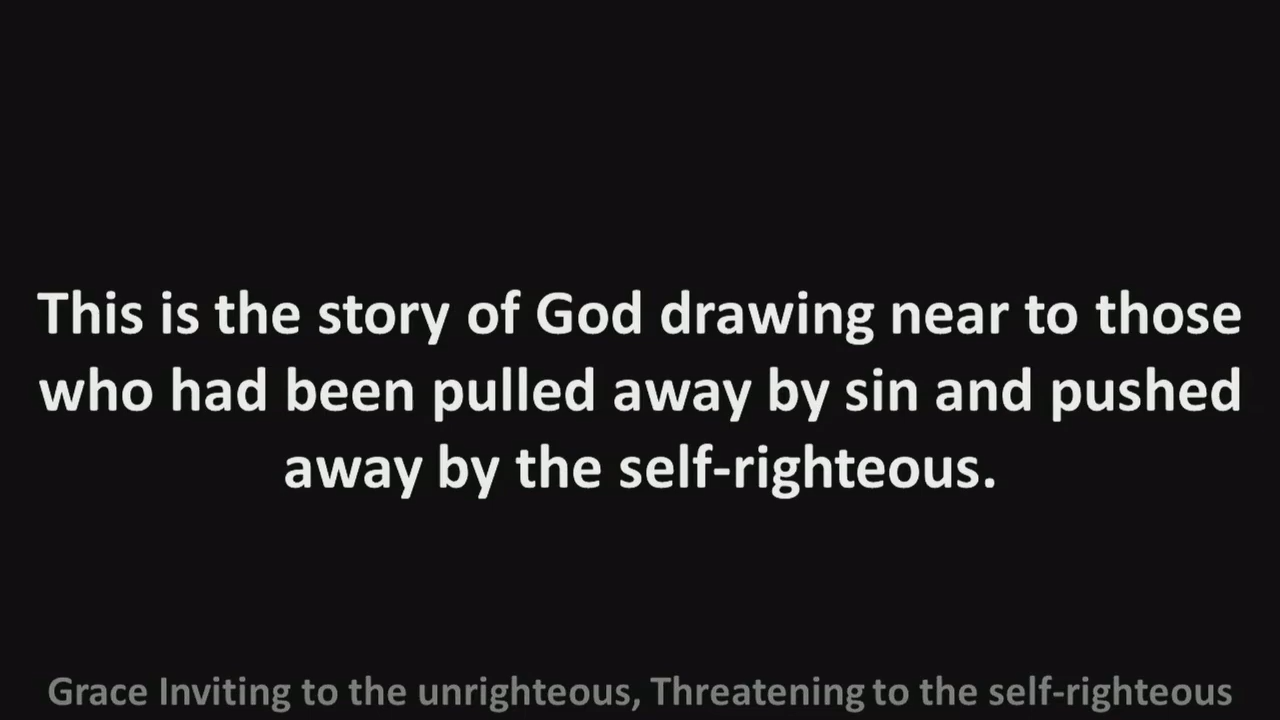 This is the story of God drawing near to those
who had been pulled away by sin and pushed
away by the self-righteous.
Grace Inviting to the unrighteous, Threatening to the self-righteous